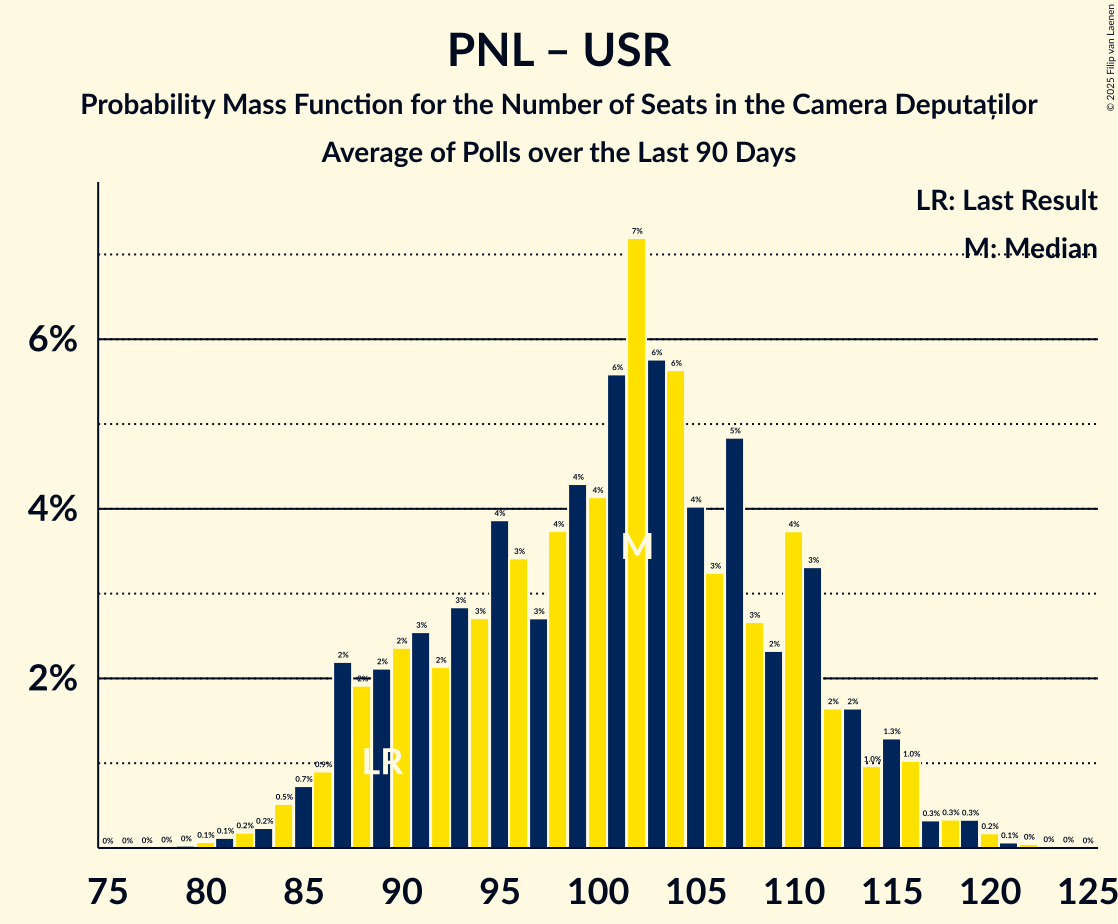 PNL – USR
Probability Mass Function for the Number of Seats in the Camera Deputaților
Average of Polls over the Last 90 Days
© 2025 Filip van Laenen
LR: Last Result
M: Median
6%
4%
2%
0% 0% 0% 0% 0% 0.1% 0.1% 0.2% 0.2% 0.5% 0.7% 0.9% 2% 2% 2% 2% 3% 2% 3% 3% 4% 3% 3% 4% 4% 4% 6% 7% 6% 6% 4% 3% 5% 3% 2% 4% 3% 2% 2% 1.0% 1.3% 1.0% 0.3% 0.3% 0.3% 0.2% 0.1% 0% 0% 0% 0%
M
LR
75 80 85 90 95 100 105 110 115 120 125